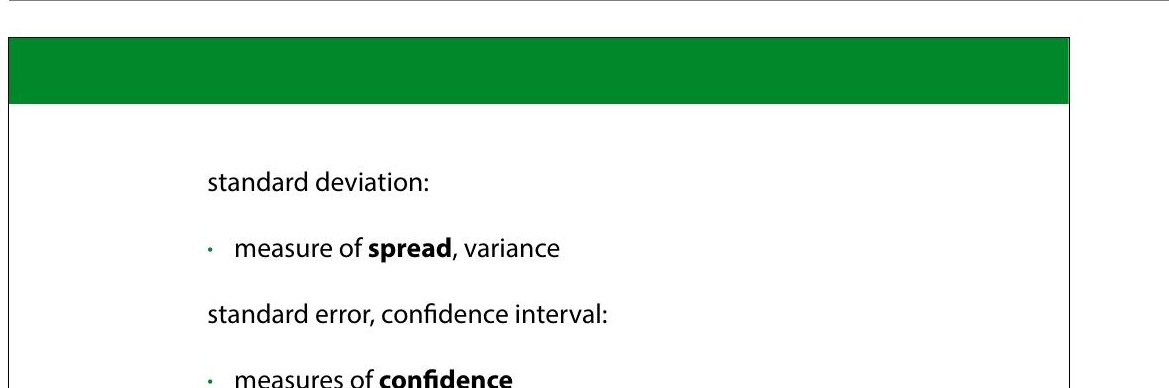 standard deviation:
• measure of spread, variance
standard error, confidence interval:
• measures of confidence